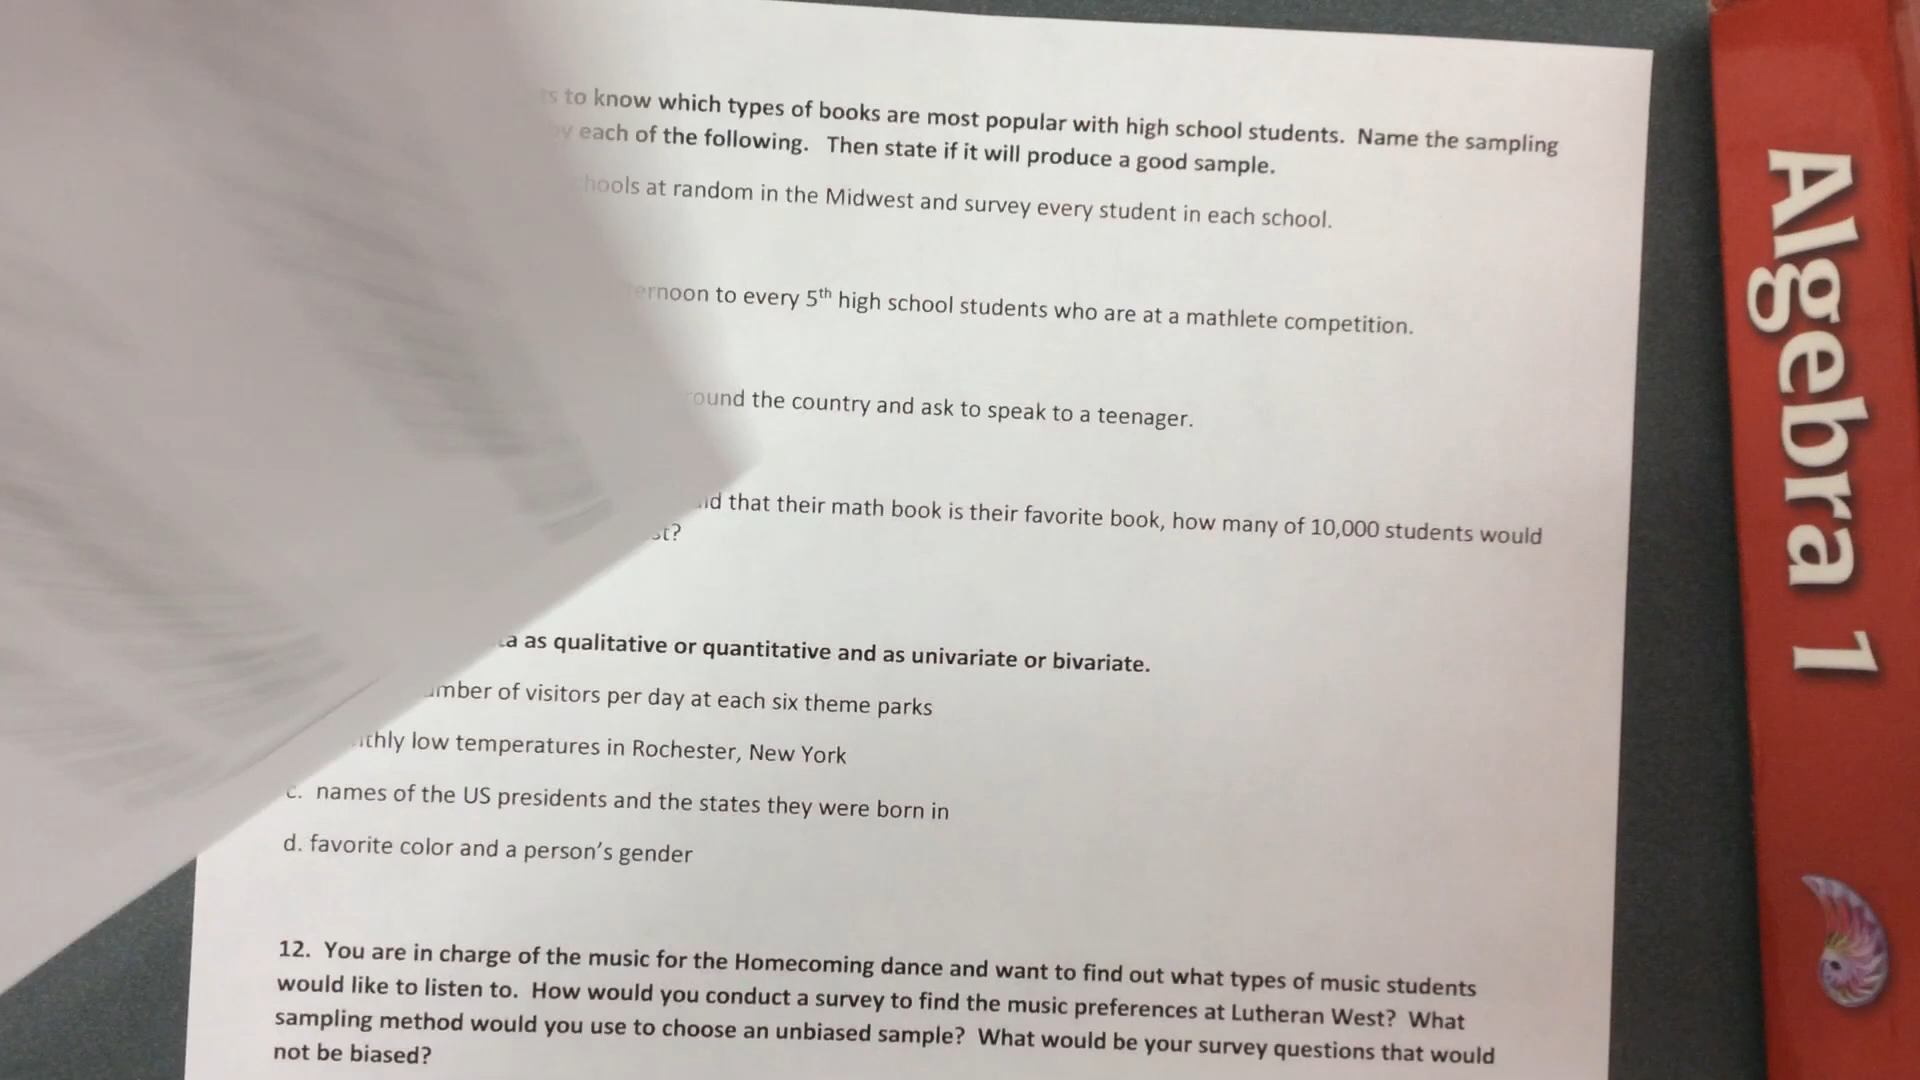 to know which types of books are most popular with high school students. Name the sampling
each of the following. Then state if it will produce a good sample.
at random in the Midwest and survey every student in each school.
to every 5th high school students who are at a mathlete competition.
the country and ask to speak to a teenager.
that their math book is their favorite book, how many of 10,000 students would
as qualitative or quantitative and as univariate or bivariate.
of visitors per day at each six theme parks
low temperatures in Rochester, New York
c. names of the US presidents and the states they were born in
d. favorite color and a person's gender
12. You are in charge of the music for the Homecoming dance and want to find out what types of music students
would like to listen to. How would you conduct a survey to find the music preferences at Lutheran West? What
sampling method would you use to choose an unbiased sample? What would be your survey questions that would
not be biased?
Algebra 1